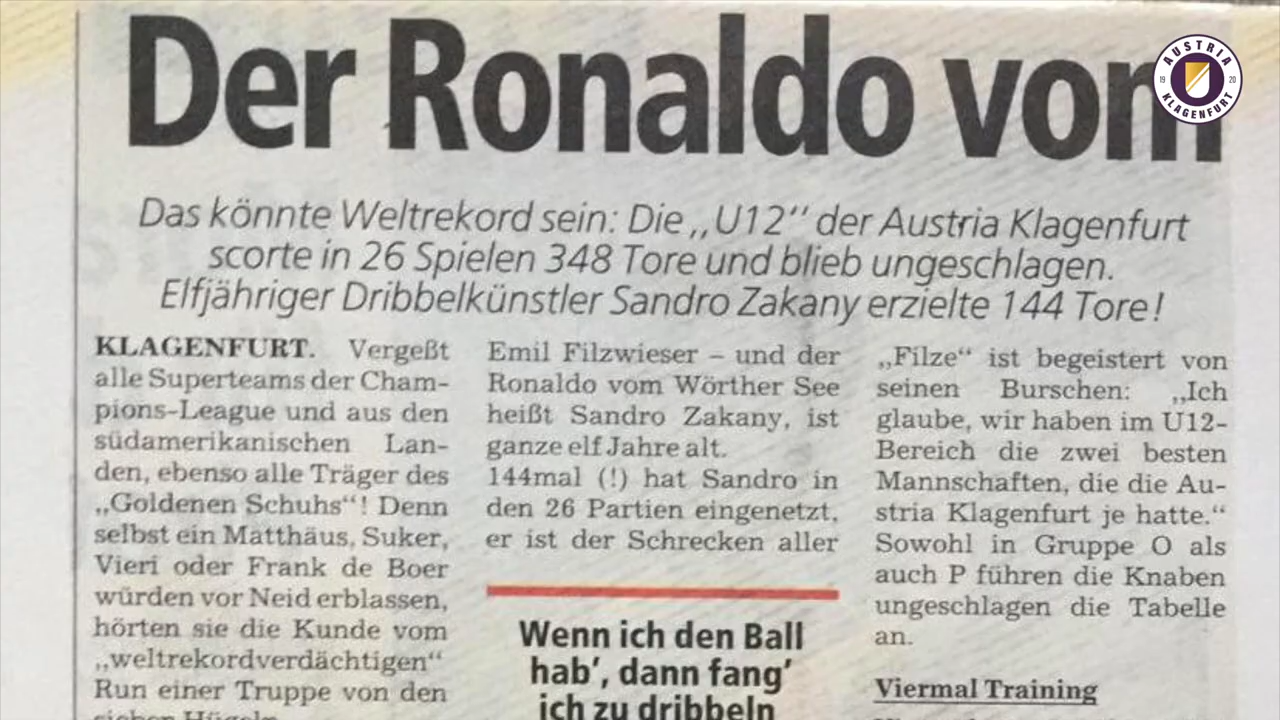 Der Ronaldo vom
AUSTRIA
19 20
KLAGENFURT
Das könnte Weltrekord sein: Die „U12“ der Austria Klagenfurt
scorte in 26 Spielen 348 Tore und blieb ungeschlagen.
Elfjähriger Dribbelkünstler Sandro Zakany erzielte 144 Tore!
KLAGENFURT. Vergeßt
alle Superteams der Cham-
pions-League und aus den
südamerikanischen Lan-
den, ebenso alle Träger des
„Goldenen Schuhs“! Denn
selbst ein Matthäus, Suker,
Vieri oder Frank de Boer
würden vor Neid erblassen,
hörten sie die Kunde vom
„weltrekordverdächtigen“
Run einer Truppe von den
sieben Hügeln
Emil Filzwieser – und der
Ronaldo vom Wörther See
heißt Sandro Zakany, ist
ganze elf Jahre alt.
144mal (!) hat Sandro in
den 26 Partien eingenetzt,
er ist der Schrecken aller
Wenn ich den Ball
hab’, dann fang’
ich zu dribbeln
„Filze“ ist begeistert von
seinen Burschen: „Ich
glaube, wir haben im U12-
Bereich die zwei besten
Mannschaften, die die Au-
stria Klagenfurt je hatte.“
Sowohl in Gruppe O als
auch P führen die Knaben
ungeschlagen die Tabelle
an.
Viermal Training